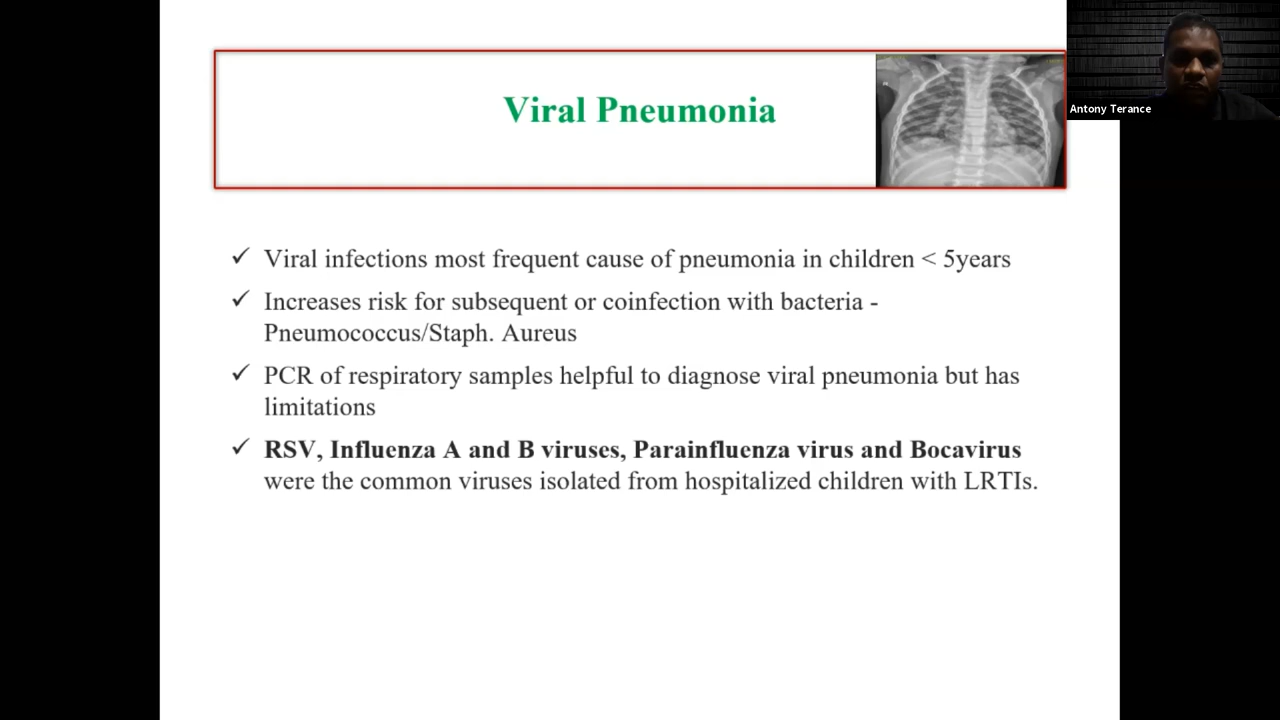 Viral Pneumonia
Antony Terance
✓ Viral infections most frequent cause of pneumonia in children < 5years
✓ Increases risk for subsequent or coinfection with bacteria -
Pneumococcus/Staph. Aureus
✓ PCR of respiratory samples helpful to diagnose viral pneumonia but has
limitations
✓ RSV, Influenza A and B viruses, Parainfluenza virus and Bocavirus
were the common viruses isolated from hospitalized children with LRTIs.